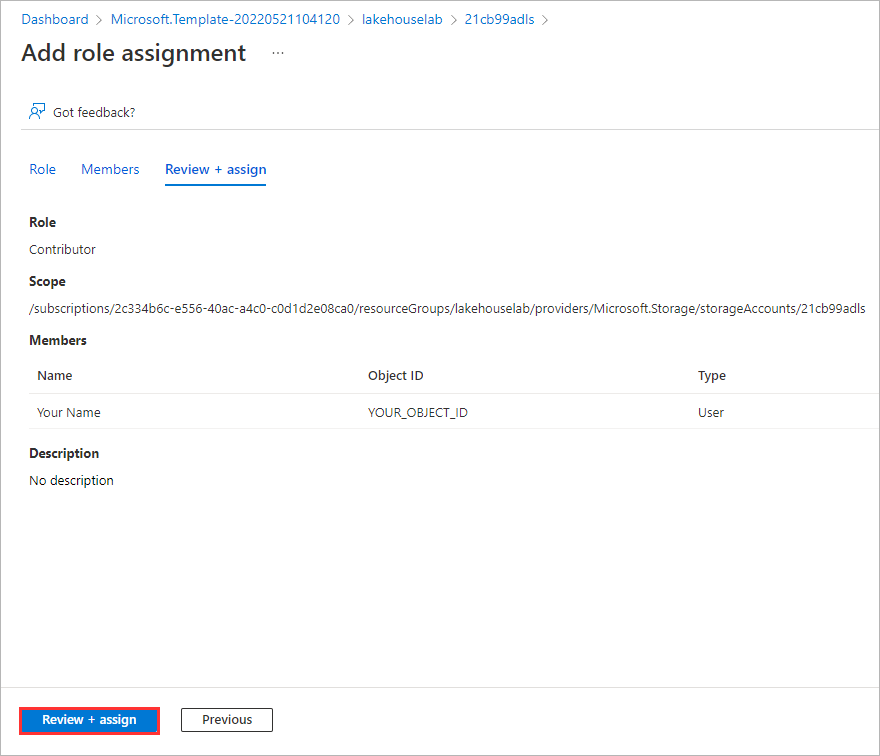 Dashboard > Microsoft.Template-20220521104120 > lakehouselab > 21cb99adls >
Add role assignment ...
Got feedback?
Role Members Review + assign
Role
Contributor
Scope
/subscriptions/2c334b6c-e556-40ac-a4c0-c0d1d2e08ca0/resourceGroups/lakehouselab/providers/Microsoft.Storage/storageAccounts/21cb99adls
Members
Name Object ID Type
Your Name YOUR_OBJECT_ID User
Description
No description
Review + assign Previous